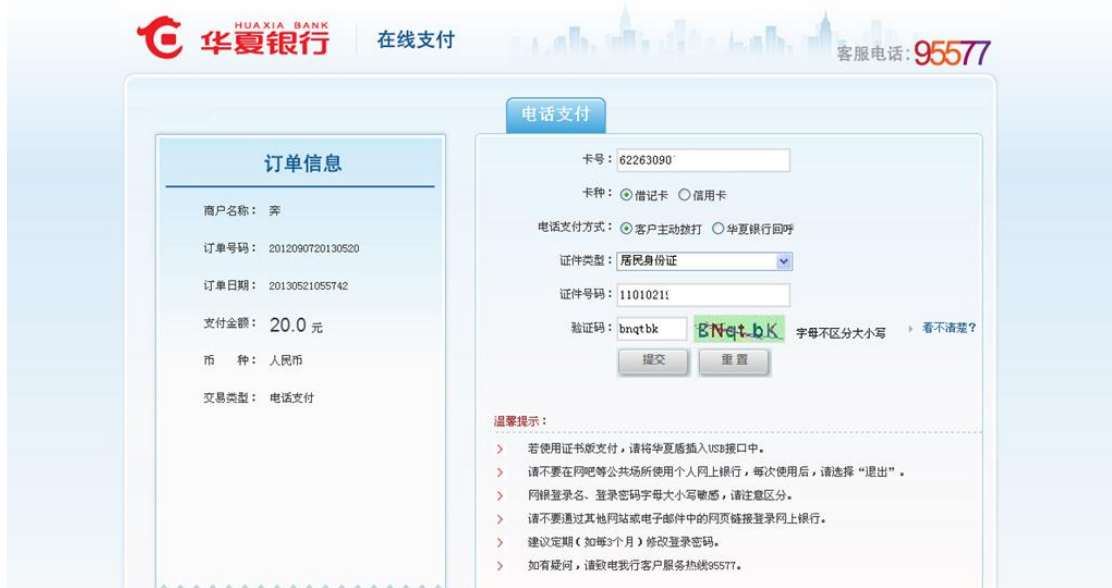 HUAXIA BANK
华夏银行
在线支付
客服电话:95577
电话支付
订单信息
商户名称： 奔
订单号码： 2012090720130520
订单日期： 20130521055742
支付金额： 20.0 元
币 种： 人民币
交易类型： 电话支付
卡号：62263090
卡种： 借记卡 信用卡
电话支付方式： 客户主动拨打 华夏银行回呼
证件类型：居民身份证
证件号码：1101021
验证码：bnqtbk BNqtbK 字母不区分大小写 看不清楚?
提交 重置
温馨提示：
若使用证书版支付，请将华夏盾插入USB接口中。
请不要在网吧等公共场所使用个人网上银行，每次使用后，请选择“退出”。
网银登录名、登录密码字母大小写敏感，请注意区分。
请不要通过其他网站或电子邮件中的网页链接登录网上银行。
建议定期（如每3个月）修改登录密码。
如有疑问，请致电我行客户服务热线95577。